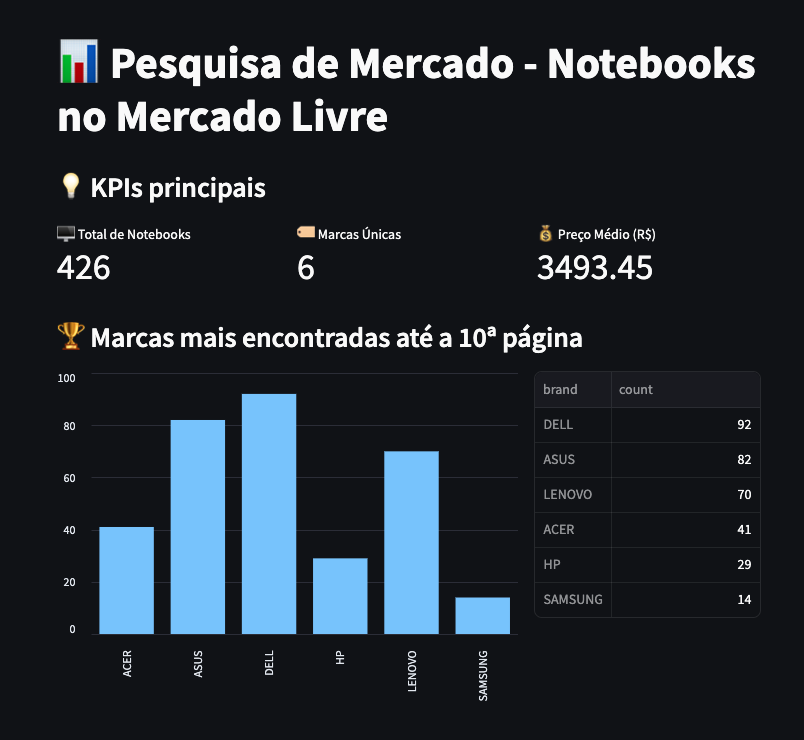 📊 Pesquisa de Mercado - Notebooks
no Mercado Livre
💡 KPIs principais
🖥️ Total de Notebooks
426
🏷️ Marcas Únicas
6
💰 Preço Médio (R$)
3493.45
🏆 Marcas mais encontradas até a 10ª página
100
80
60
40
20
0
ACER
ASUS
DELL
HP
LENOVO
SAMSUNG
brand count
DELL 92
ASUS 82
LENOVO 70
ACER 41
HP 29
SAMSUNG 14